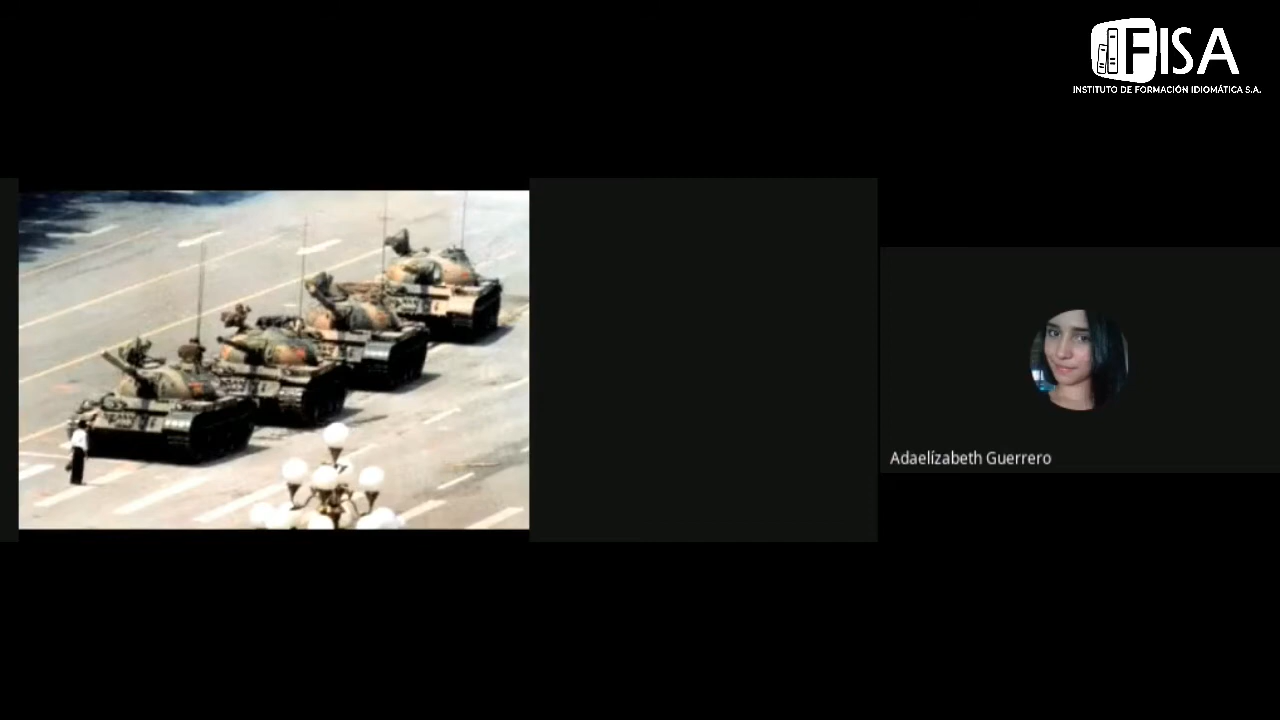 IFISA
INSTITUTO DE FORMACIÓN IDIOMÁTICA S.A.
Adaelízabeth Guerrero